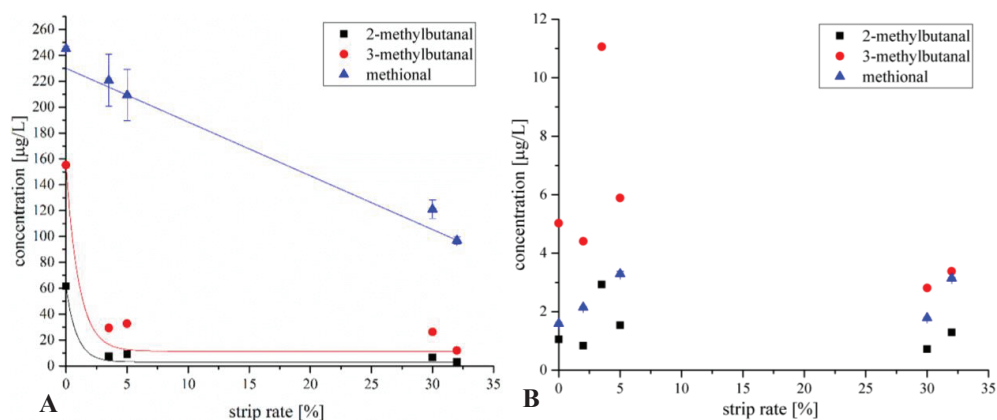 260
240
220
200
180
160
140
120
100
80
60
40
20
0
concentration [µg/L]
2-methylbutanal
3-methylbutanal
methional
0 5 10 15 20 25 30 35
strip rate [%]
A
12
10
8
6
4
2
0
concentration [µg/L]
2-methylbutanal
3-methylbutanal
methional
0 5 10 15 20 25 30 35
strip rate [%]
B